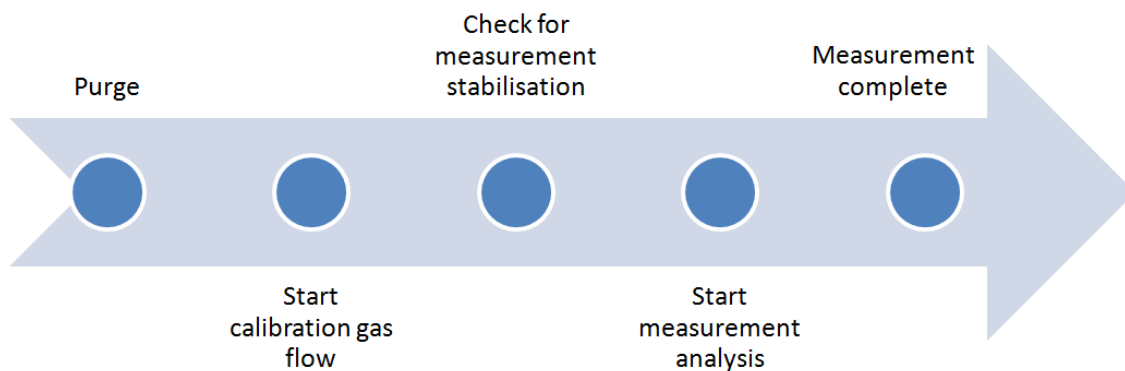 Purge
Start
calibration gas
flow
Check for
measurement
stabilisation
Start
measurement
analysis
Measurement
complete